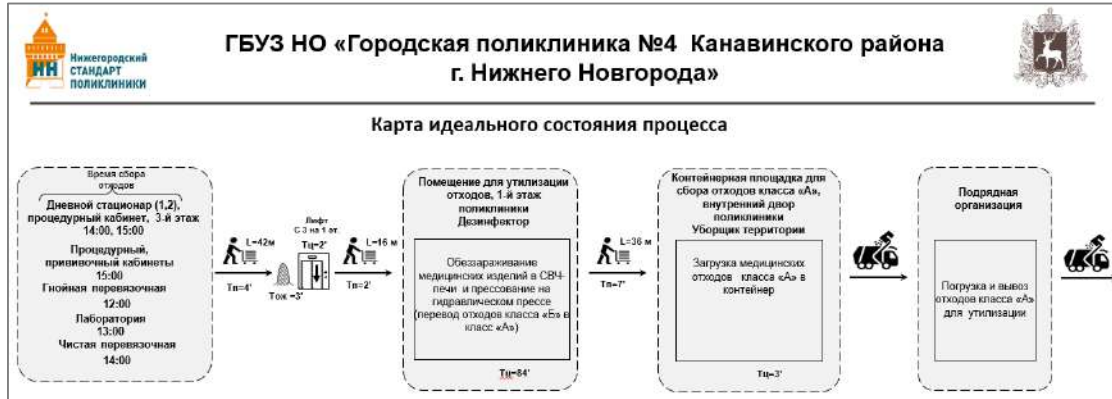 НН
Нижегородский
СТАНДАРТ
ПОЛИКЛИНИКИ
ГБУЗ НО «Городская поликлиника №4 Канавинского района
г. Нижнего Новгорода»
Карта идеального состояния процесса
Время сбора
отходов
Дневной стационар (1,2),
процедурный кабинет, 3-й этаж
14:00, 15:00
Процедурный,
прививочный кабинеты
15:00
Гнойная перевязочная
12:00
Лаборатория
13:00
Чистая перевязочная
14:00
L=42м
Тп=4'
Тож =3'
Лифт
С 3 на 1 эт.
Тц=2'
L=16 м
Тп=2'
Помещение для утилизации
отходов, 1-й этаж
поликлиники
Дезинфектор
Обеззараживание
медицинских изделий в СВЧ-
печи и прессование на
гидравлическом прессе
(перевод отходов класса «Б» в
класс «А»)
Тц=84'
L=36 м
Тп=7'
Контейнерная площадка для
сбора отходов класса «А»,
внутренний двор
поликлиники
Уборщик территории
Загрузка медицинских
отходов класса «А» в
контейнер
Тц=3'
Подрядная
организация
Погрузка и вывоз
отходов класса «А»
для утилизации